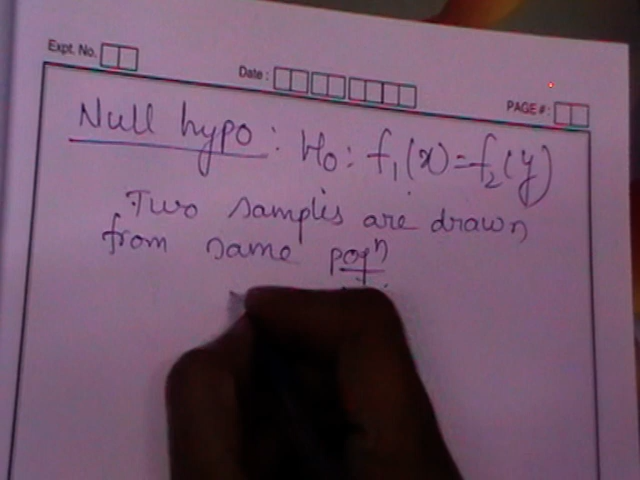 Expt. No.
Date :
PAGE # :
Null hypo : H₀ : f₁(x) = f₂(y)
Two samples are drawn
from same popⁿ